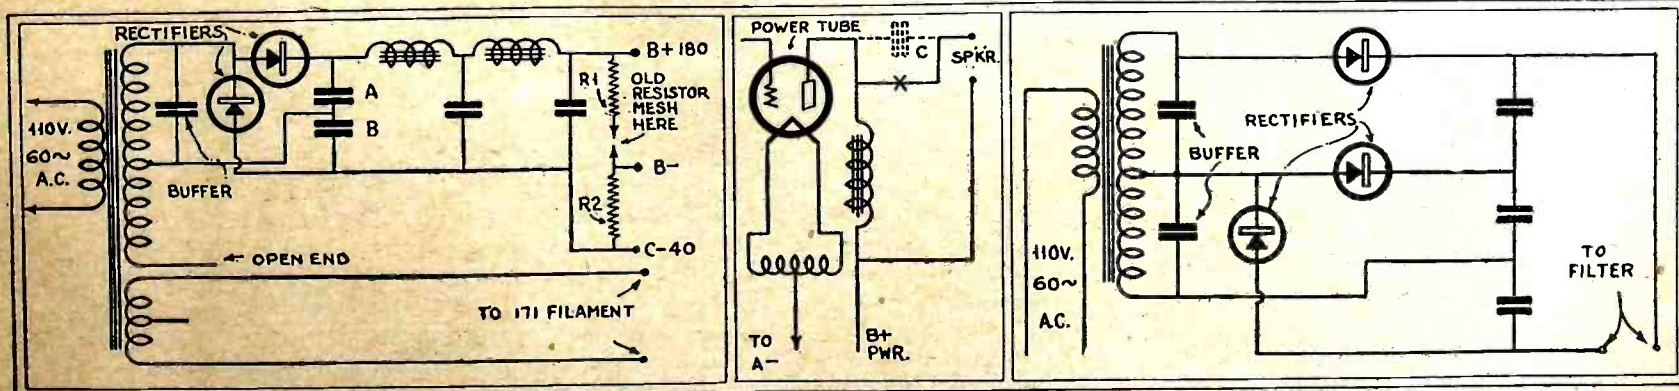 RECTIFIERS
110V.
60~
A.C.
BUFFER
A
B
R1
OLD
RESISTOR
MESH
HERE
R2
B+180
B-
C-40
OPEN END
TO 171 FILAMENT
POWER TUBE
C
SPKR.
X
TO
A-
B+
PWR.
RECTIFIERS
BUFFER
110V.
60~
A.C.
TO
FILTER